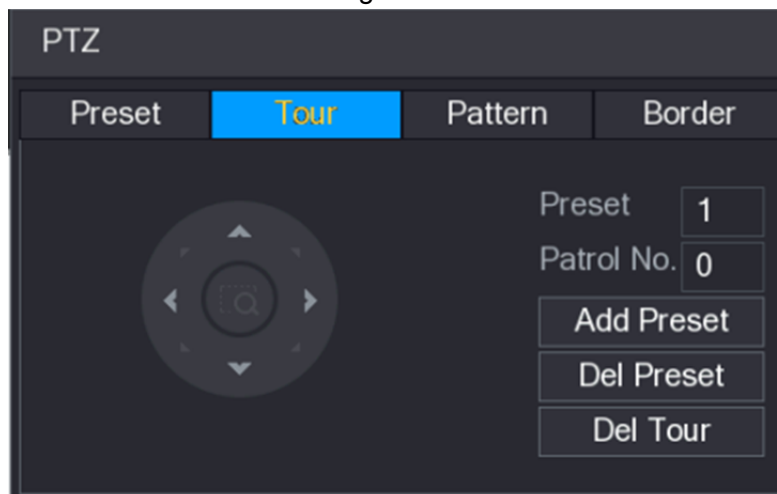 PTZ
Preset Tour Pattern Border
Preset 1
Patrol No. 0
Add Preset
Del Preset
Del Tour